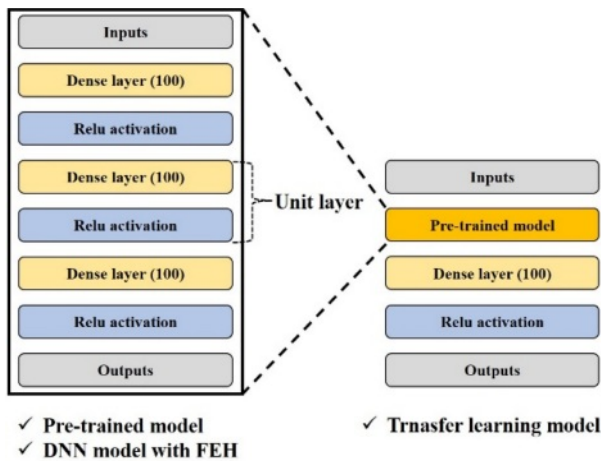 Inputs
Dense layer (100)
Relu activation
Dense layer (100)
Relu activation
Dense layer (100)
Relu activation
Outputs
Unit layer
✓ Pre-trained model
✓ DNN model with FEH
Inputs
Pre-trained model
Dense layer (100)
Relu activation
Outputs
✓ Trnasfer learning model